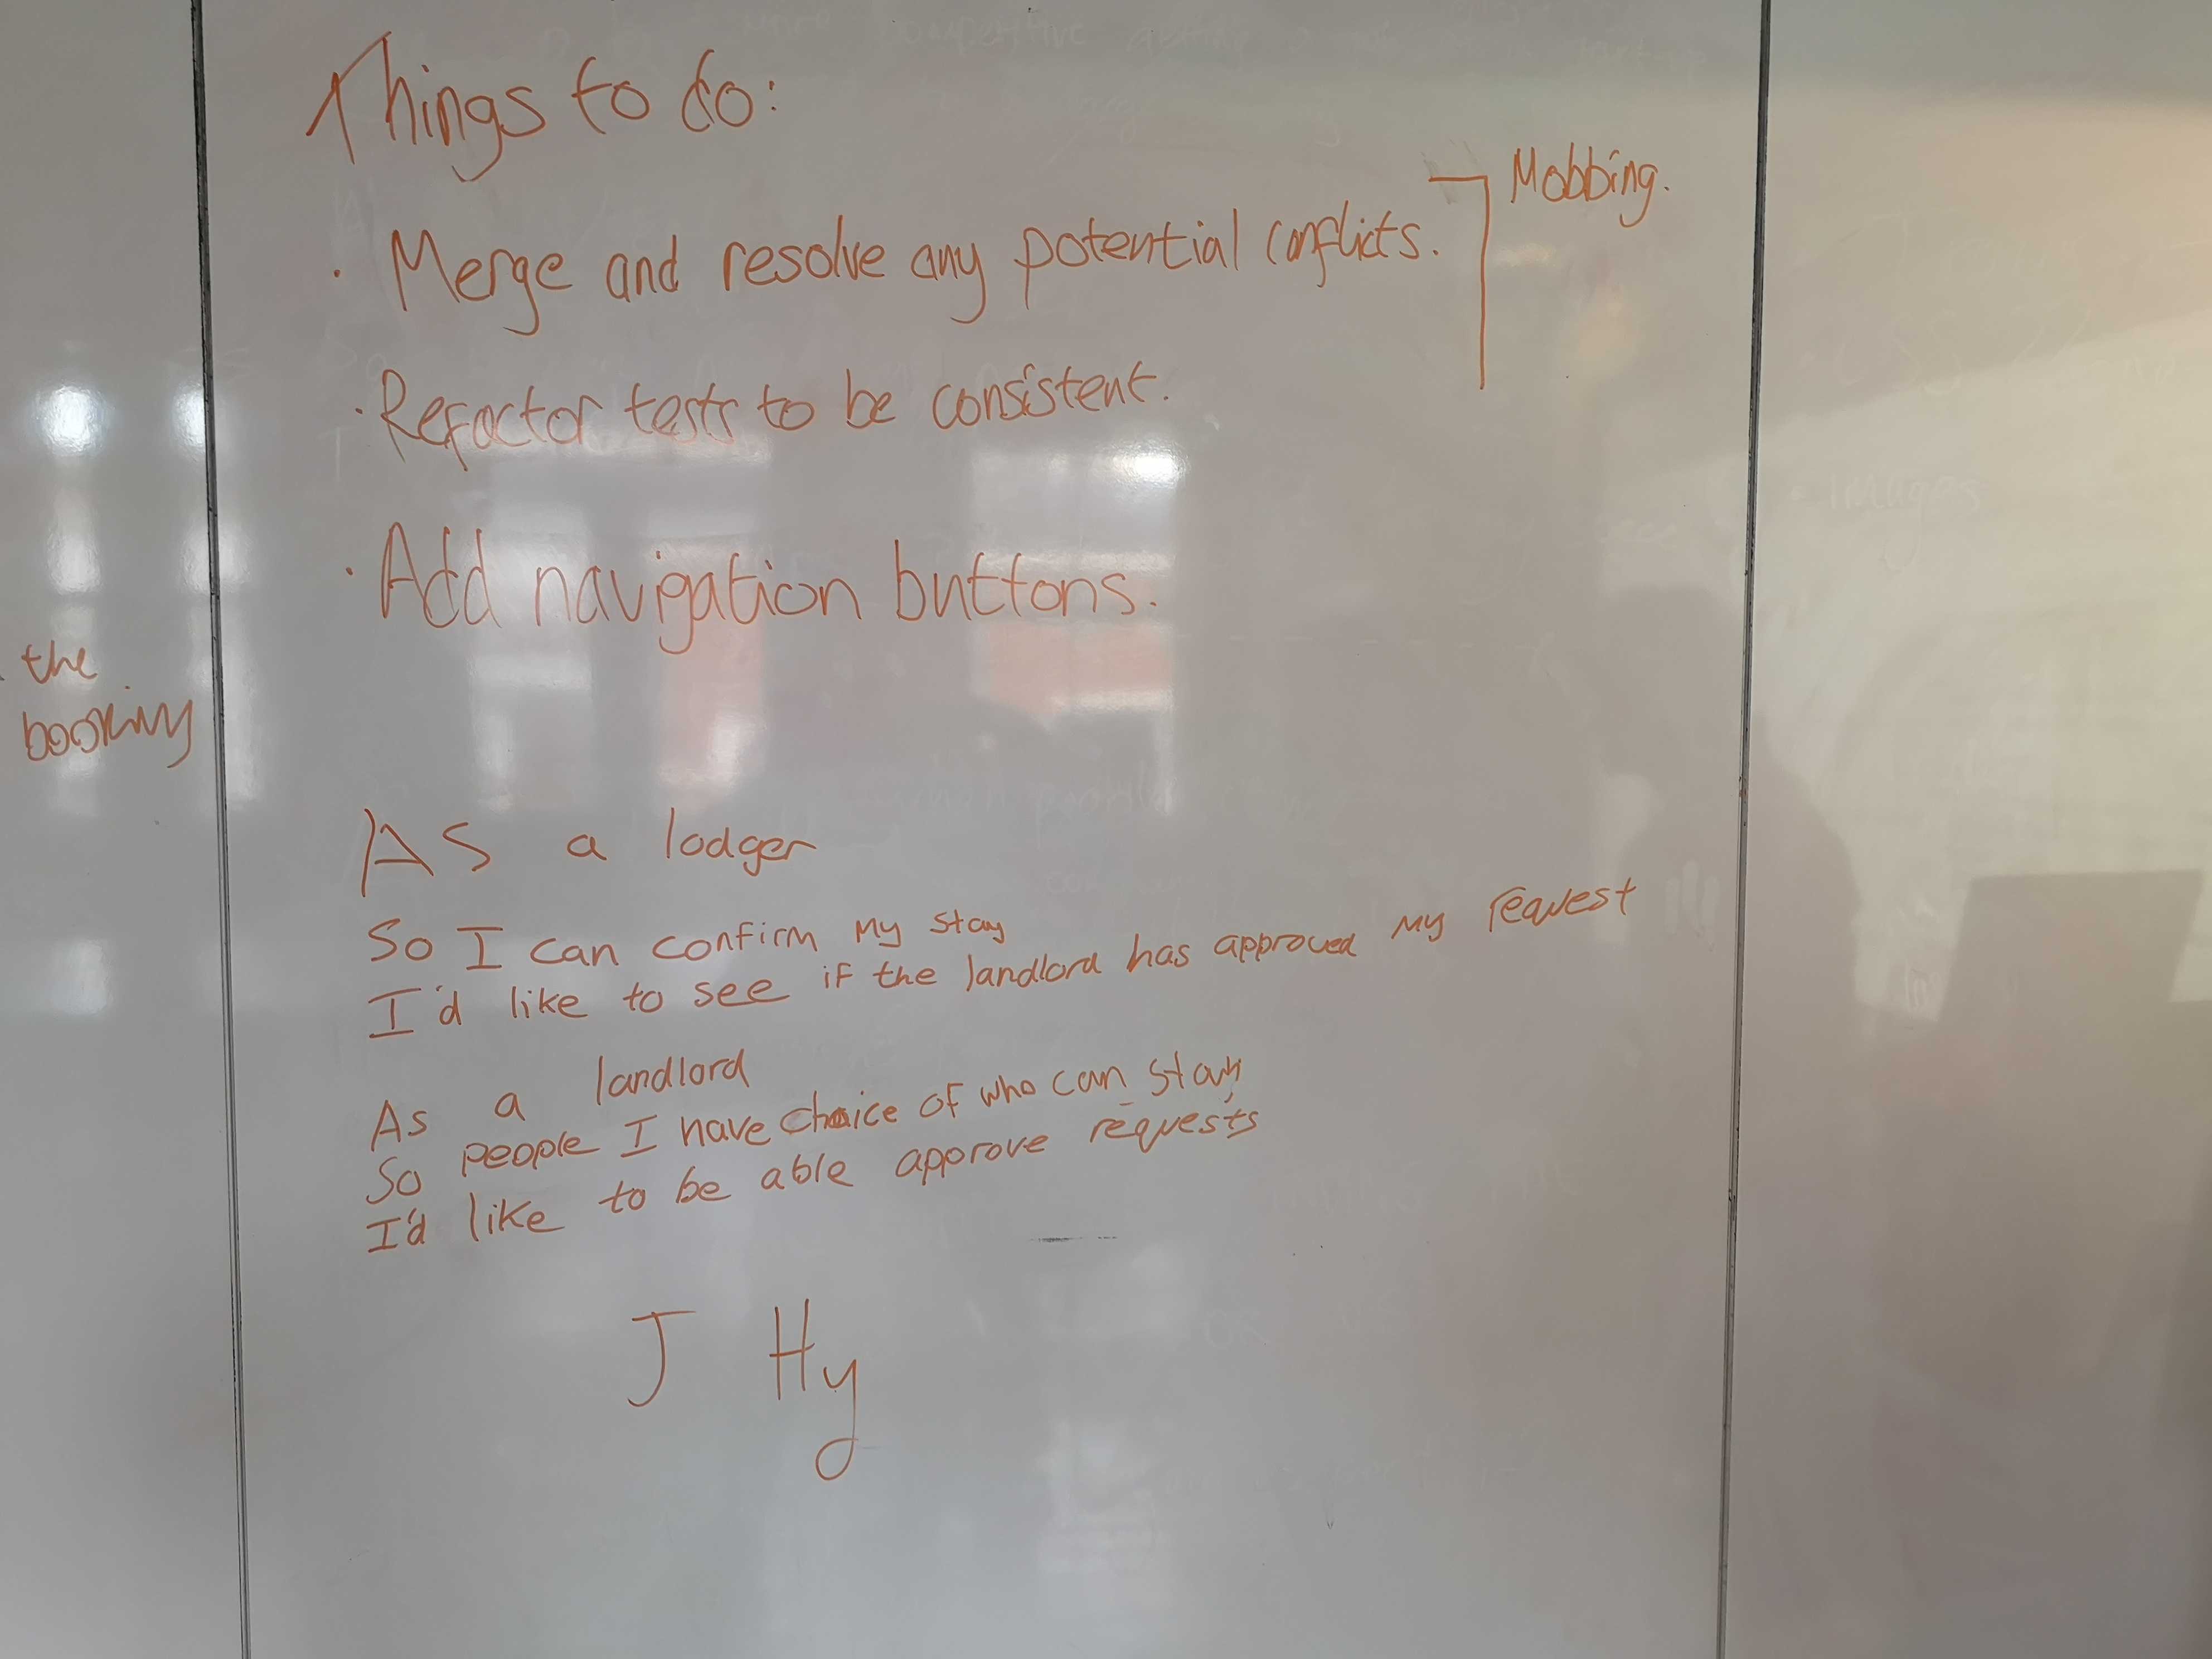 Things to do:
Mobbing.
· Merge and resolve any potential conflicts.
· Refactor tests to be consistent.
· Add navigation buttons.
the
booking
As a lodger
So I can confirm my stay
I'd like to see if the landlord has approved my request
As a landlord
So people I have choice of who can stay
I'd like to be able approve requests
J Hy